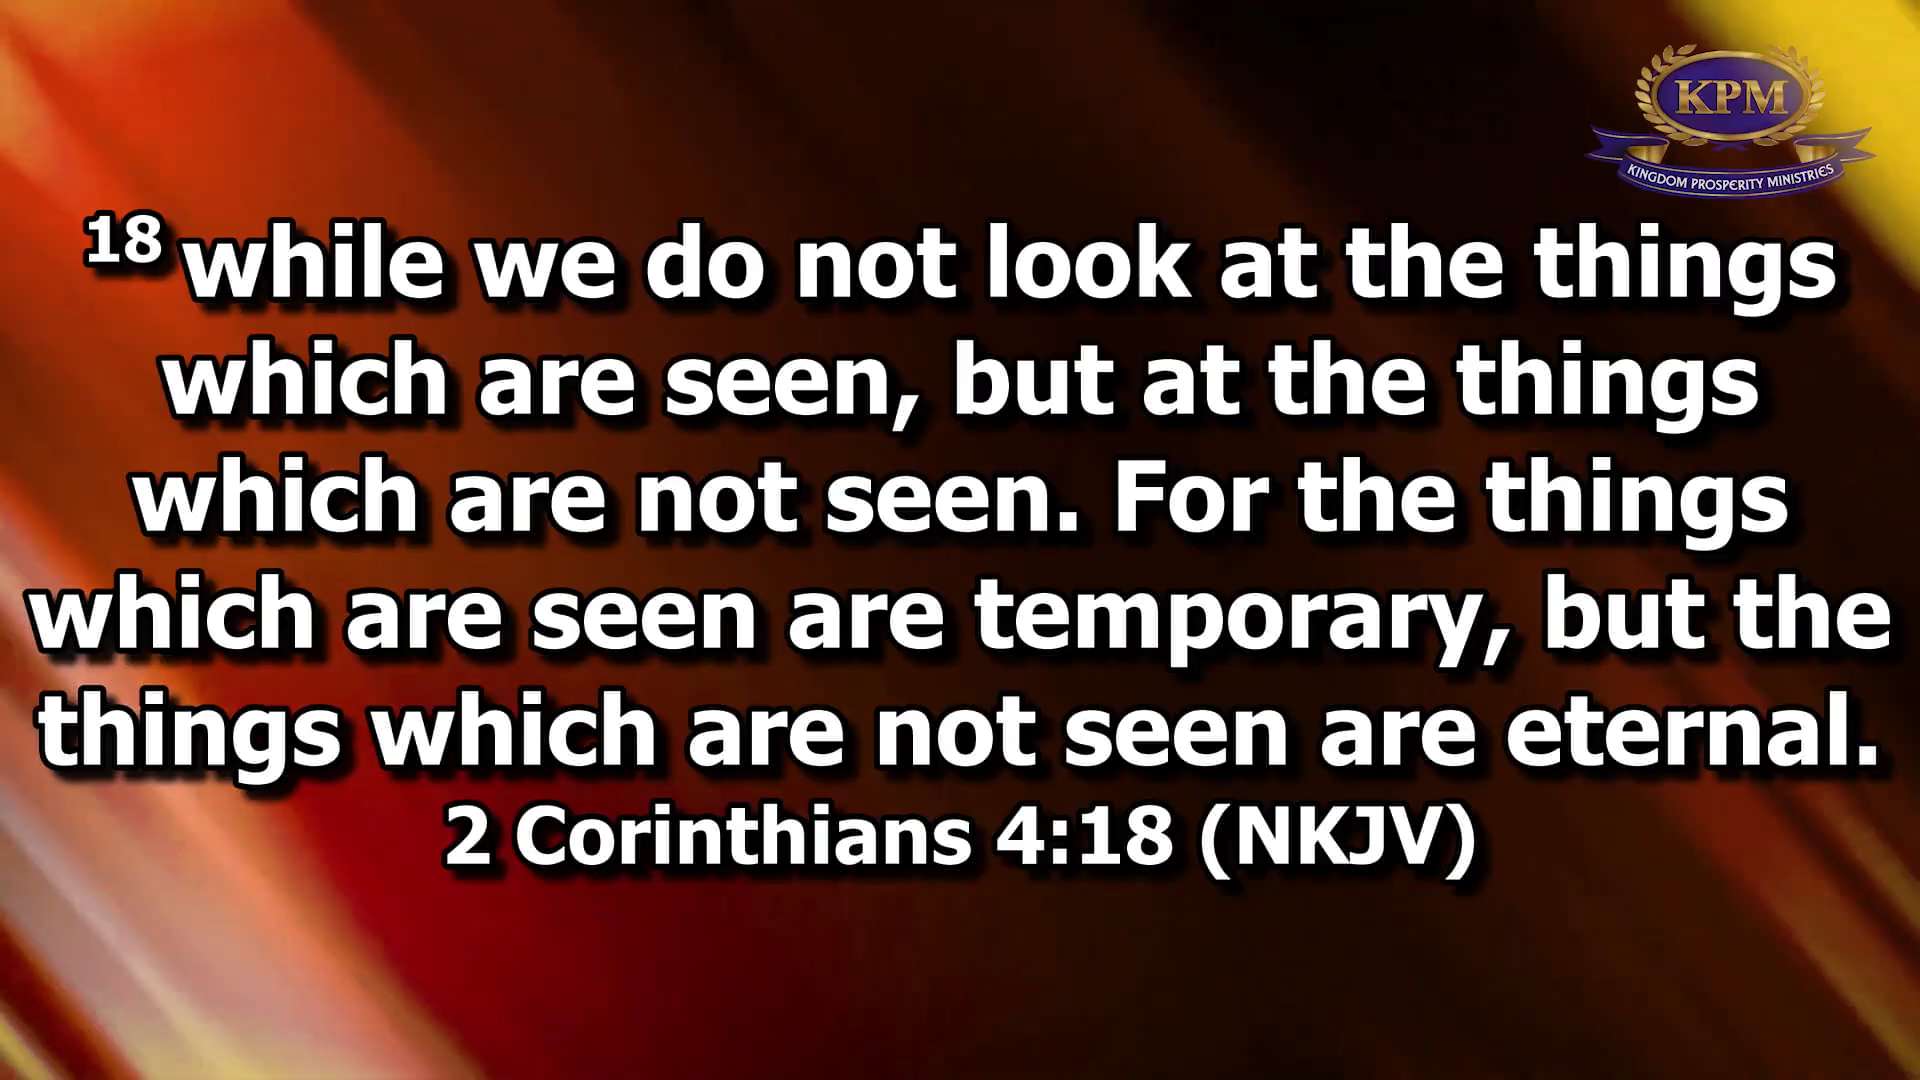 KPM
KINGDOM PROSPERITY MINISTRIES
18 while we do not look at the things
which are seen, but at the things
which are not seen. For the things
which are seen are temporary, but the
things which are not seen are eternal.
2 Corinthians 4:18 (NKJV)